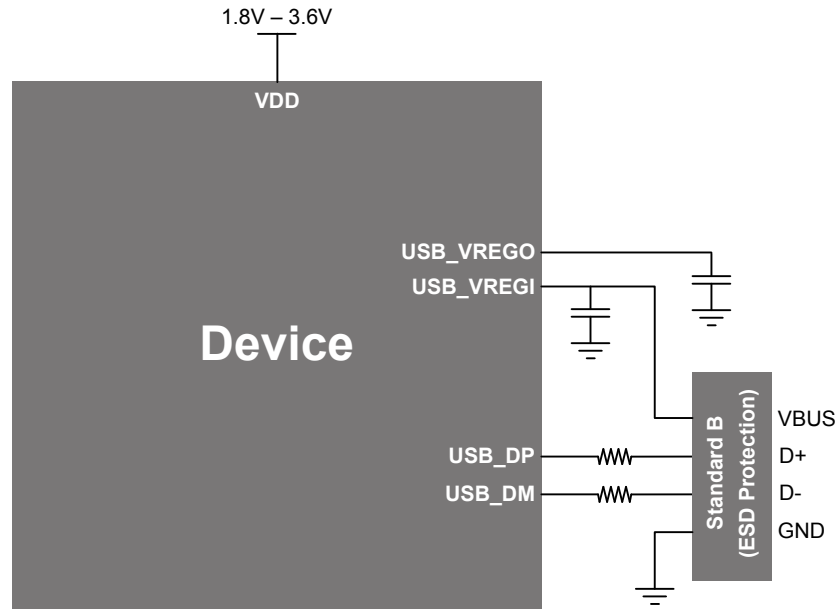 1.8V – 3.6V
VDD
USB_VREGO
USB_VREGI
Device
USB_DP
USB_DM
Standard B
(ESD Protection)
VBUS
D+
D-
GND